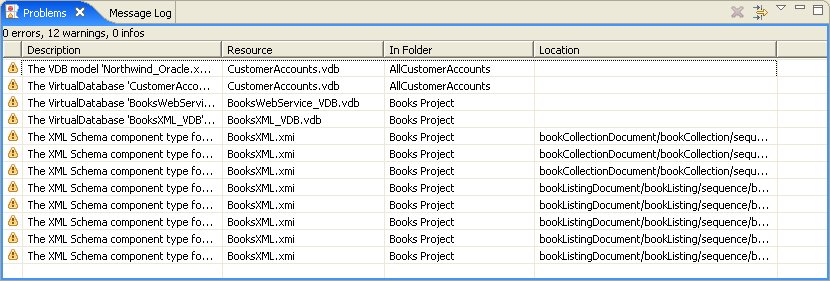 Problems Message Log
0 errors, 12 warnings, 0 infos
Description Resource In Folder Location
The VDB model 'Northwind_Oracle.x... CustomerAccounts.vdb AllCustomerAccounts
The VirtualDatabase 'CustomerAcco... CustomerAccounts.vdb AllCustomerAccounts
The VirtualDatabase 'BooksWebServi... BooksWebService_VDB.vdb Books Project
The VirtualDatabase 'BooksXML_VDB'... BooksXML_VDB.vdb Books Project
The XML Schema component type fo... BooksXML.xmi Books Project bookCollectionDocument/bookCollection/sequ...
The XML Schema component type fo... BooksXML.xmi Books Project bookCollectionDocument/bookCollection/sequ...
The XML Schema component type fo... BooksXML.xmi Books Project bookCollectionDocument/bookCollection/sequ...
The XML Schema component type fo... BooksXML.xmi Books Project bookListingDocument/bookListing/sequence/b...
The XML Schema component type fo... BooksXML.xmi Books Project bookListingDocument/bookListing/sequence/b...
The XML Schema component type fo... BooksXML.xmi Books Project bookListingDocument/bookListing/sequence/b...
The XML Schema component type fo... BooksXML.xmi Books Project bookListingDocument/bookListing/sequence/b...
The XML Schema component type fo... BooksXML.xmi Books Project bookListingDocument/bookListing/sequence/b...